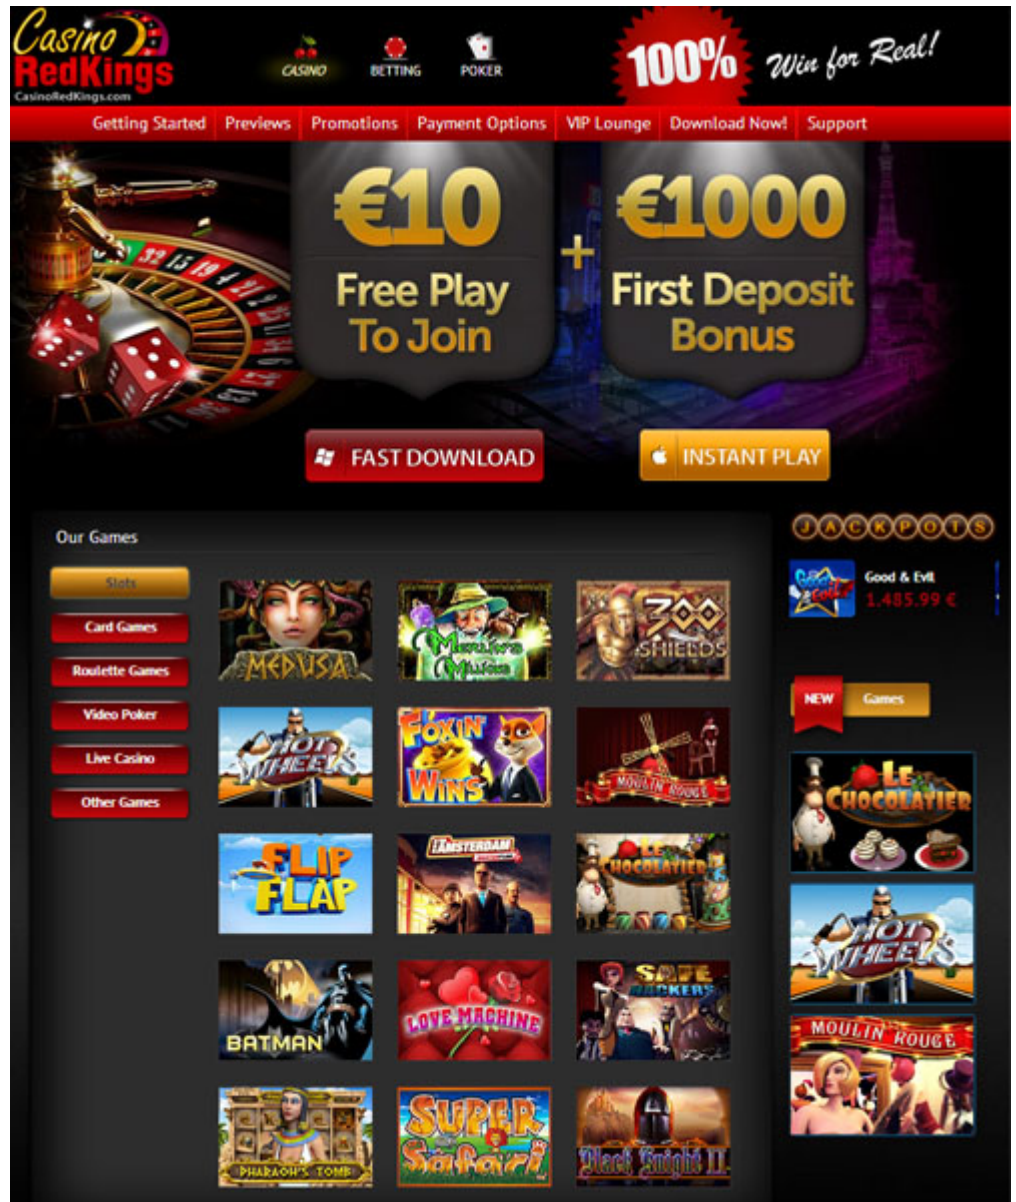 Casino
RedKings
CasinoRedKings.com
CASINO
BETTING
POKER
100%
Win for Real!
Getting Started
Previews
Promotions
Payment Options
VIP Lounge
Download Now!
Support
€10
Free Play
To Join
+
€1000
First Deposit
Bonus
FAST DOWNLOAD
INSTANT PLAY
Our Games
Slots
Card Games
Roulette Games
Video Poker
Live Casino
Other Games
MEDUSA
Merlin's
Millions
300
SHIELDS
HOT
WHEELS
FOXIN'
WINS
MOULIN ROUGE
FLIP
FLAP
AMSTERDAM
LE
CHOCOLATIER
BATMAN
LOVE MACHINE
SAFE
PHARAOH'S TOMB
SUPER
Safari
Black Knight II
JACKPOTS
Good & Evil
1.485.99 €
NEW
Games
LE
CHOCOLATIER
HOT
WHEELS
MOULIN ROUGE